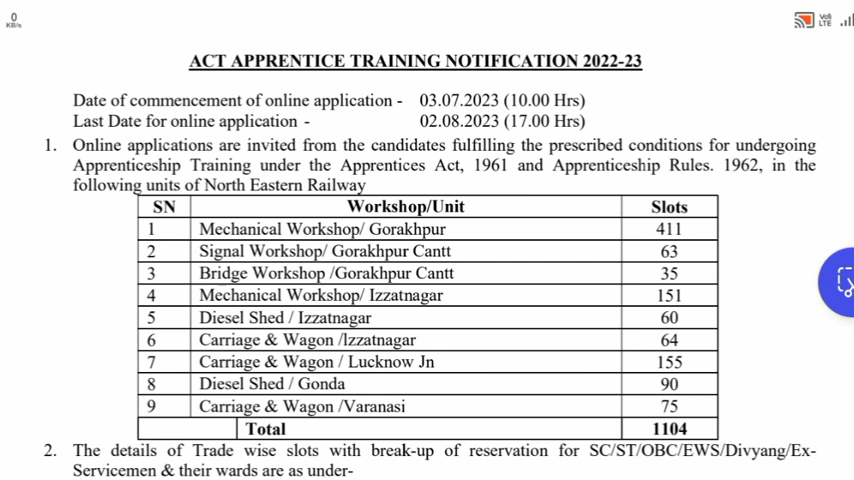 0
KB/s
Vo))
LTE
ACT APPRENTICE TRAINING NOTIFICATION 2022-23
Date of commencement of online application - 03.07.2023 (10.00 Hrs)
Last Date for online application - 02.08.2023 (17.00 Hrs)
1. Online applications are invited from the candidates fulfilling the prescribed conditions for undergoing
Apprenticeship Training under the Apprentices Act, 1961 and Apprenticeship Rules. 1962, in the
following units of North Eastern Railway
SN Workshop/Unit Slots
1 Mechanical Workshop/ Gorakhpur 411
2 Signal Workshop/ Gorakhpur Cantt 63
3 Bridge Workshop /Gorakhpur Cantt 35
4 Mechanical Workshop/ Izzatnagar 151
5 Diesel Shed / Izzatnagar 60
6 Carriage & Wagon /lzzatnagar 64
7 Carriage & Wagon / Lucknow Jn 155
8 Diesel Shed / Gonda 90
9 Carriage & Wagon /Varanasi 75
Total 1104
2. The details of Trade wise slots with break-up of reservation for SC/ST/OBC/EWS/Divyang/Ex-
Servicemen & their wards are as under-